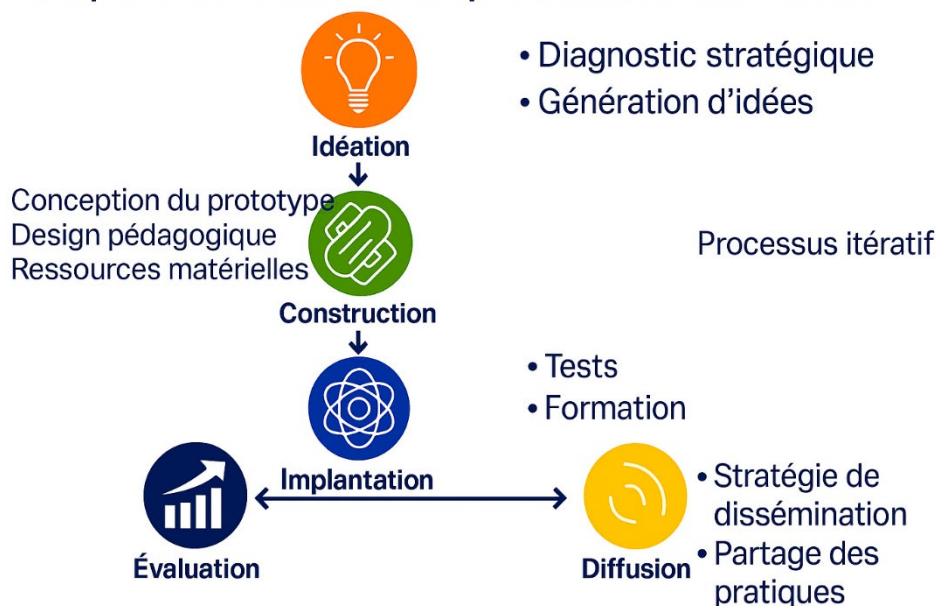 • Diagnostic stratégique
• Génération d'idées
Idéation
Conception du prototype
Design pédagogique
Ressources matérielles
Processus itératif
Construction
• Tests
• Formation
Implantation
• Stratégie de
dissémination
• Partage des
pratiques
Évaluation
Diffusion